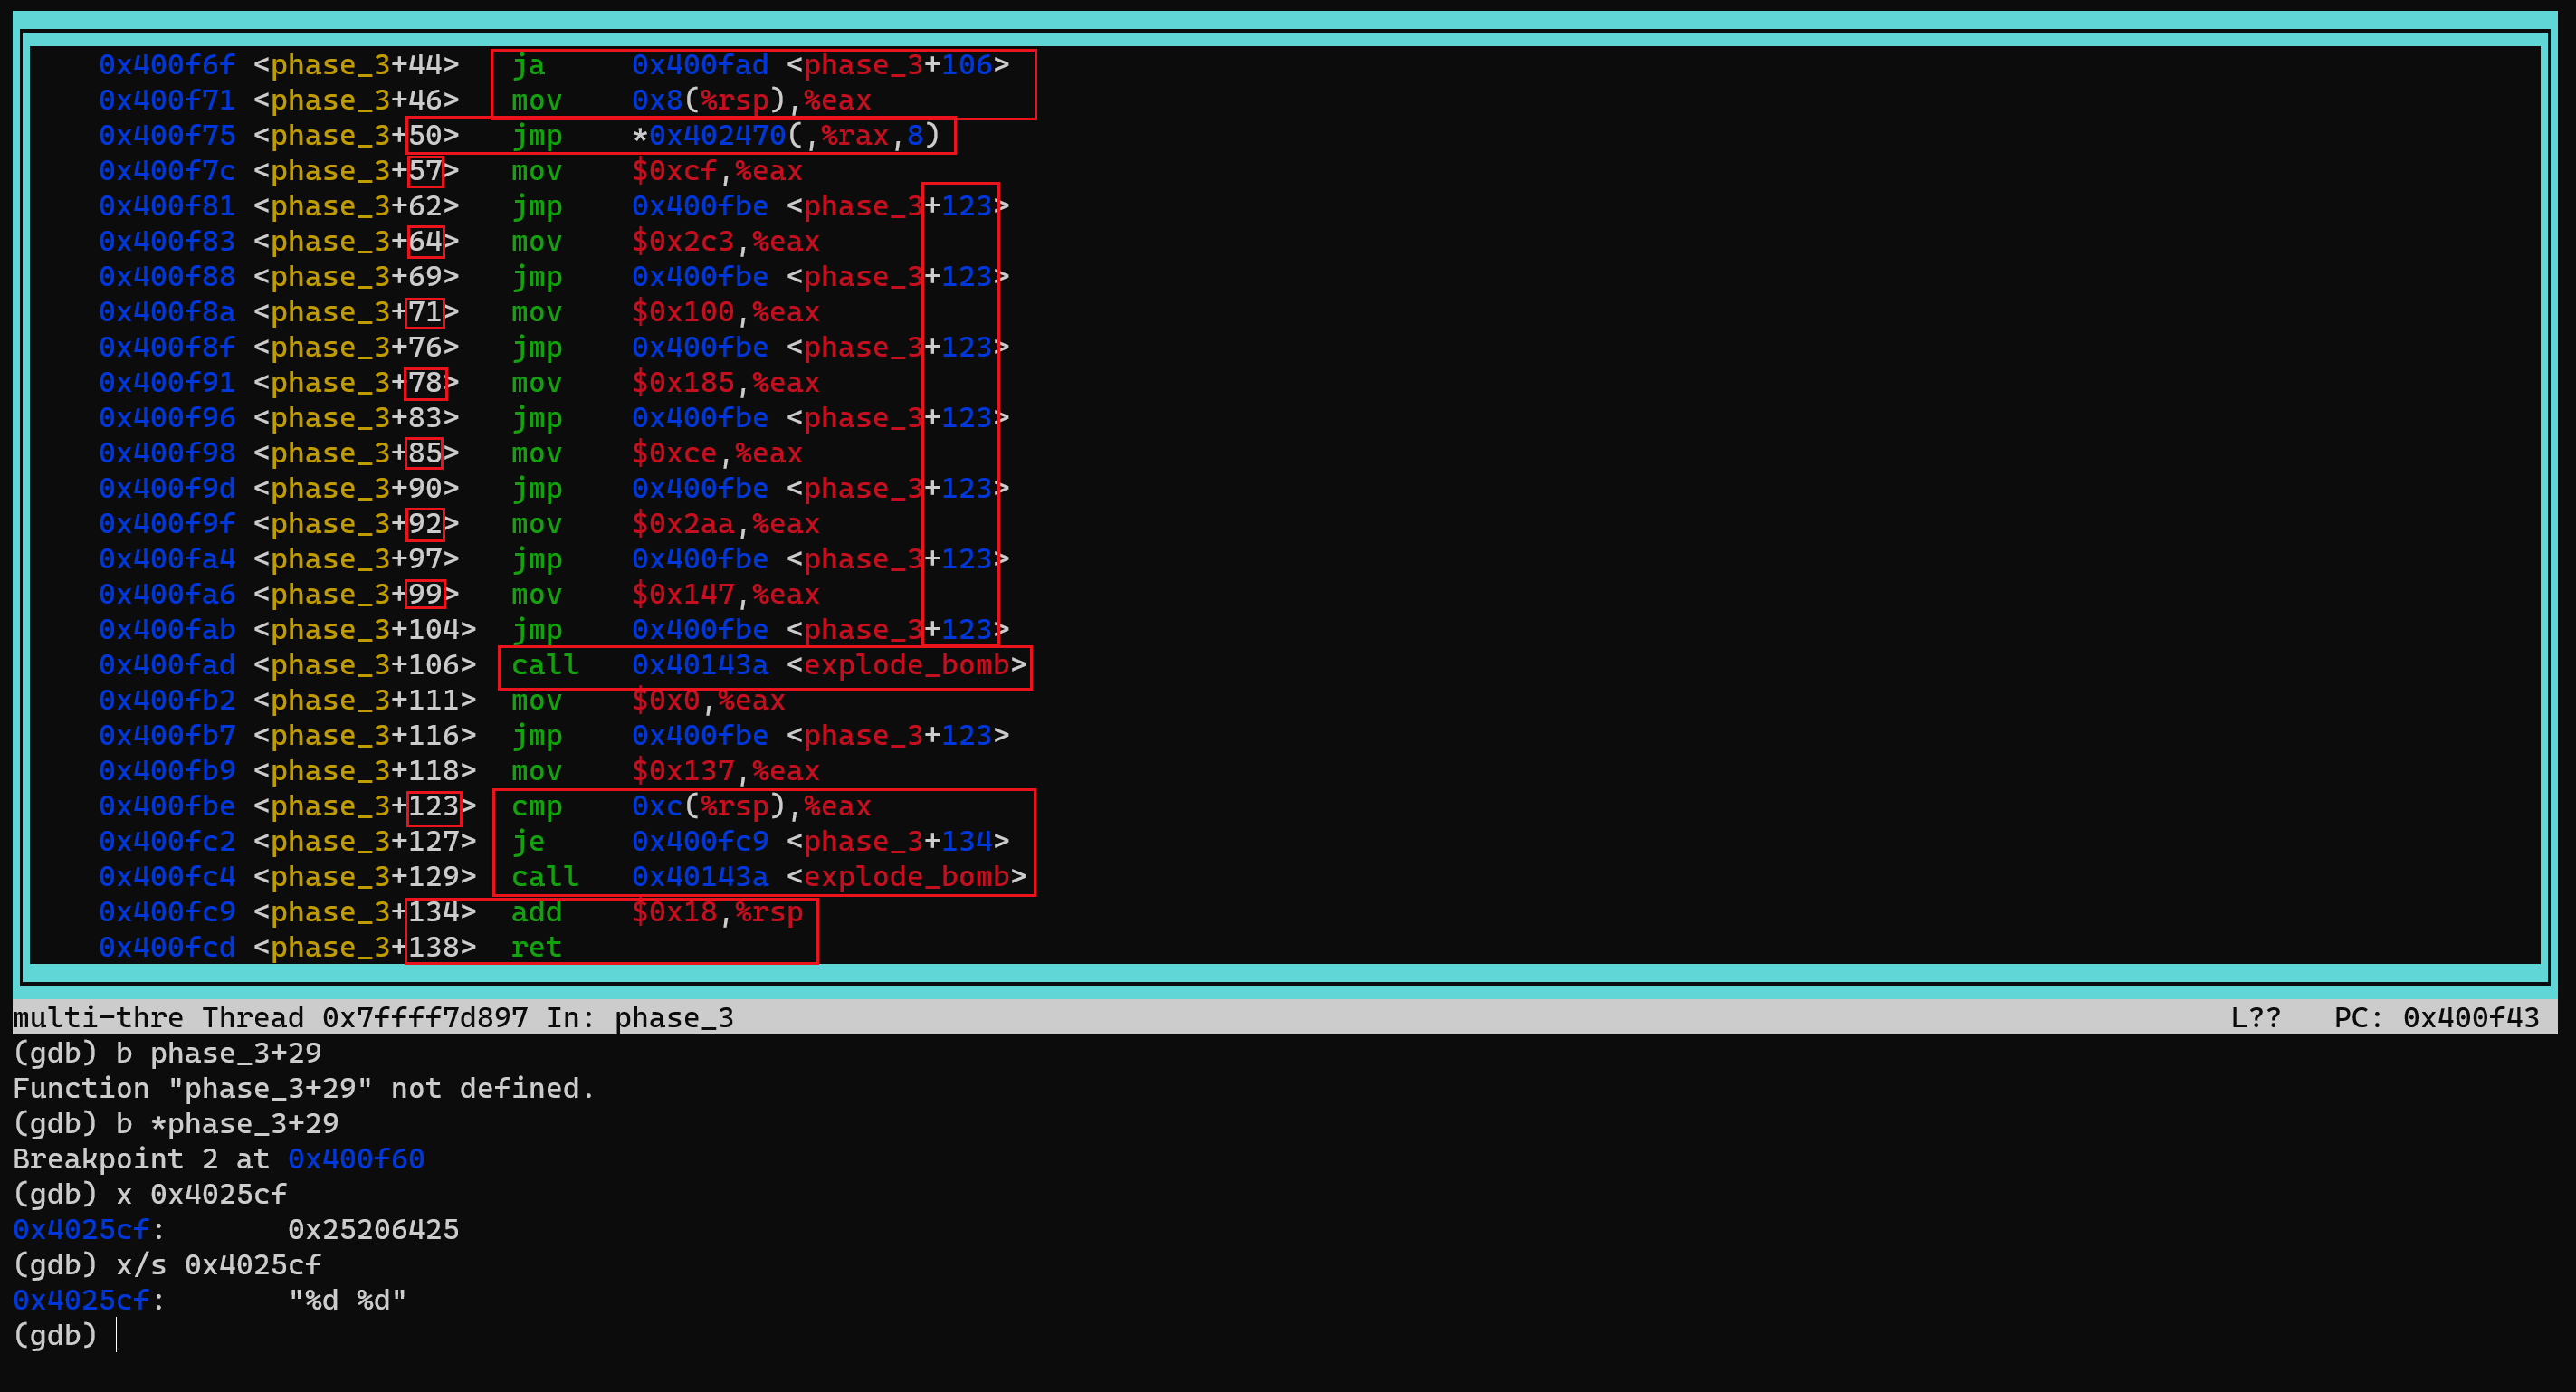 0x400f6f <phase_3+44> ja 0x400fad <phase_3+106>
0x400f71 <phase_3+46> mov 0x8(%rsp),%eax
0x400f75 <phase_3+50> jmp *0x402470(,%rax,8)
0x400f7c <phase_3+57> mov $0xcf,%eax
0x400f81 <phase_3+62> jmp 0x400fbe <phase_3+123>
0x400f83 <phase_3+64> mov $0x2c3,%eax
0x400f88 <phase_3+69> jmp 0x400fbe <phase_3+123>
0x400f8a <phase_3+71> mov $0x100,%eax
0x400f8f <phase_3+76> jmp 0x400fbe <phase_3+123>
0x400f91 <phase_3+78> mov $0x185,%eax
0x400f96 <phase_3+83> jmp 0x400fbe <phase_3+123>
0x400f98 <phase_3+85> mov $0xce,%eax
0x400f9d <phase_3+90> jmp 0x400fbe <phase_3+123>
0x400f9f <phase_3+92> mov $0x2aa,%eax
0x400fa4 <phase_3+97> jmp 0x400fbe <phase_3+123>
0x400fa6 <phase_3+99> mov $0x147,%eax
0x400fab <phase_3+104> jmp 0x400fbe <phase_3+123>
0x400fad <phase_3+106> call 0x40143a <explode_bomb>
0x400fb2 <phase_3+111> mov $0x0,%eax
0x400fb7 <phase_3+116> jmp 0x400fbe <phase_3+123>
0x400fb9 <phase_3+118> mov $0x137,%eax
0x400fbe <phase_3+123> cmp 0xc(%rsp),%eax
0x400fc2 <phase_3+127> je 0x400fc9 <phase_3+134>
0x400fc4 <phase_3+129> call 0x40143a <explode_bomb>
0x400fc9 <phase_3+134> add $0x18,%rsp
0x400fcd <phase_3+138> ret
multi-thre Thread 0x7ffff7d897 In: phase_3 L?? PC: 0x400f43
(gdb) b phase_3+29
Function "phase_3+29" not defined.
(gdb) b *phase_3+29
Breakpoint 2 at 0x400f60
(gdb) x 0x4025cf
0x4025cf: 0x25206425
(gdb) x/s 0x4025cf
0x4025cf: "%d %d"
(gdb)